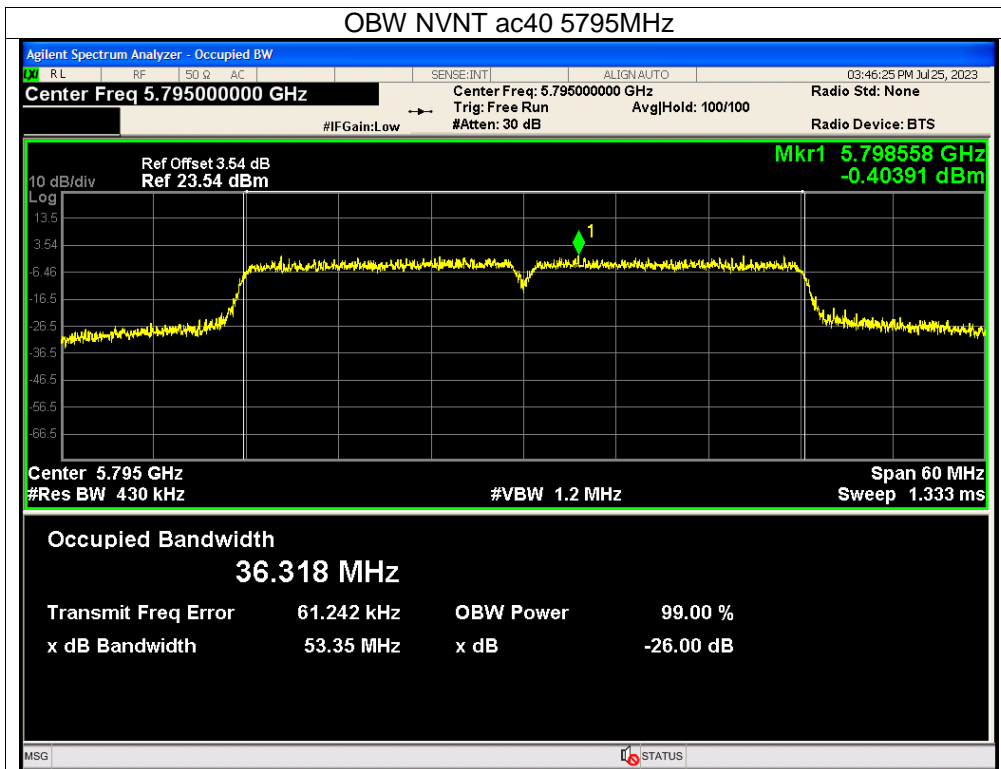 OBW NVNT ac40 5795MHz
Agilent Spectrum Analyzer - Occupied BW
LXI RL RF 50 Ω AC SENSE:INT ALIGN AUTO 03:46:25 PM Jul 25, 2023
Center Freq 5.795000000 GHz Center Freq: 5.795000000 GHz Radio Std: None
Trig: Free Run Avg|Hold: 100/100
#IFGain:Low #Atten: 30 dB Radio Device: BTS
Mkr1 5.798558 GHz
Ref Offset 3.54 dB
10 dB/div Ref 23.54 dBm -0.40391 dBm
Log
13.5
1
3.54
-6.46
-16.5
-26.5
-36.5
-46.5
-56.5
-66.5
Center 5.795 GHz Span 60 MHz
#Res BW 430 kHz #VBW 1.2 MHz Sweep 1.333 ms
Occupied Bandwidth
36.318 MHz
Transmit Freq Error 61.242 kHz OBW Power 99.00 %
x dB Bandwidth 53.35 MHz x dB -26.00 dB
MSG STATUS